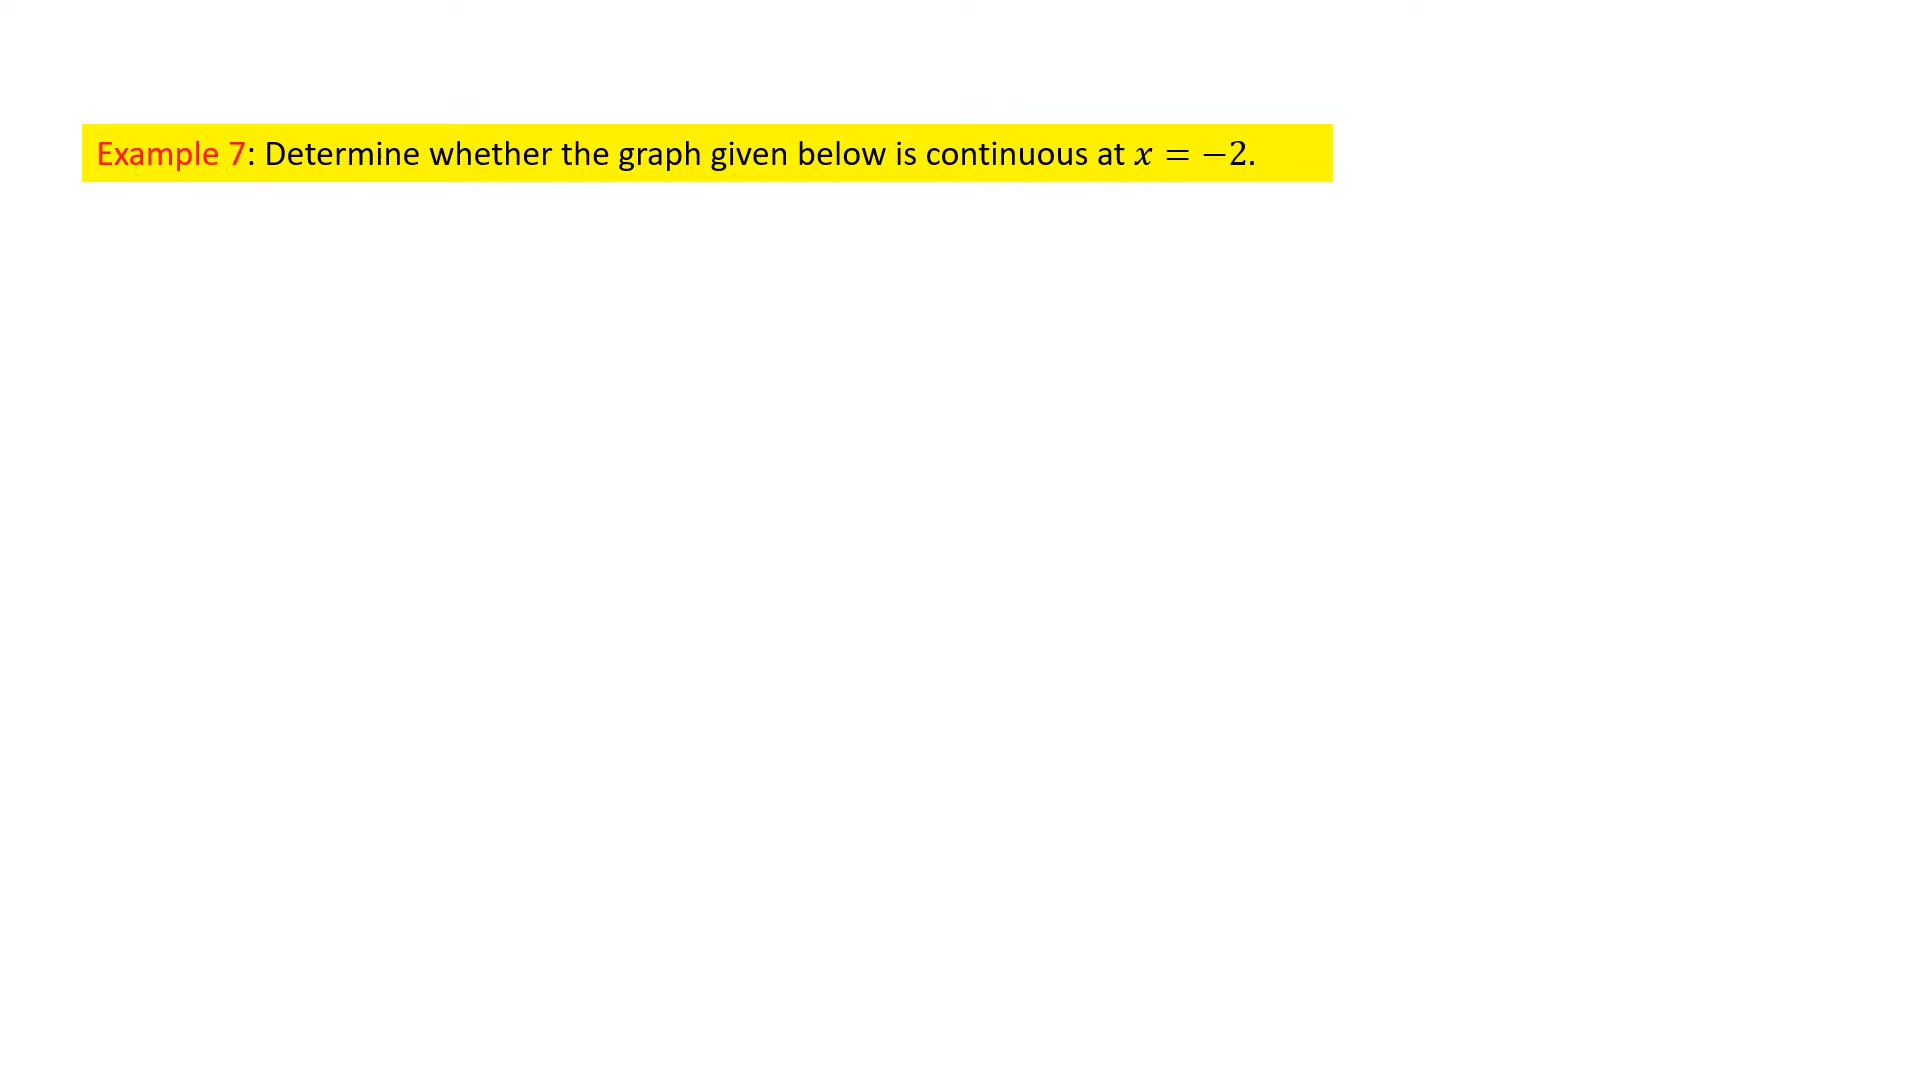 Example 7: Determine whether the graph given below is continuous at 𝑥 = −2.